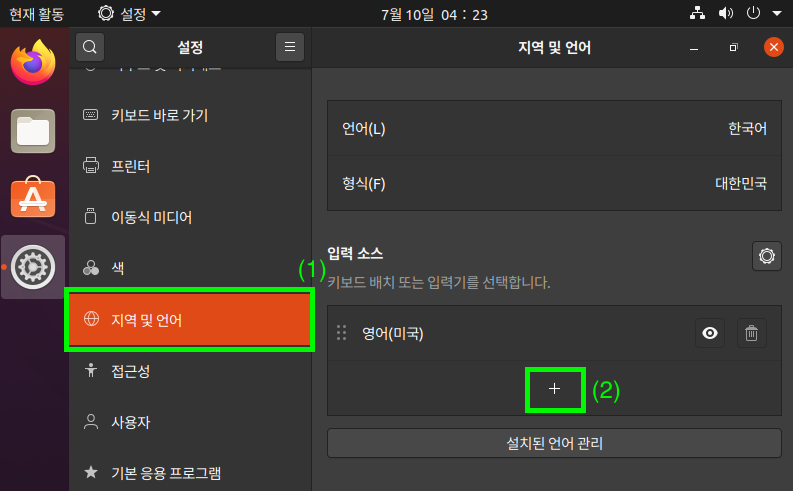 현재 활동
설정
7월 10일 04 : 23
설정
지역 및 언어
키보드 바로 가기
프린터
이동식 미디어
색
(1)
지역 및 언어
접근성
사용자
기본 응용 프로그램
언어(L)
한국어
형식(F)
대한민국
입력 소스
키보드 배치 또는 입력기를 선택합니다.
영어(미국)
+
(2)
설치된 언어 관리